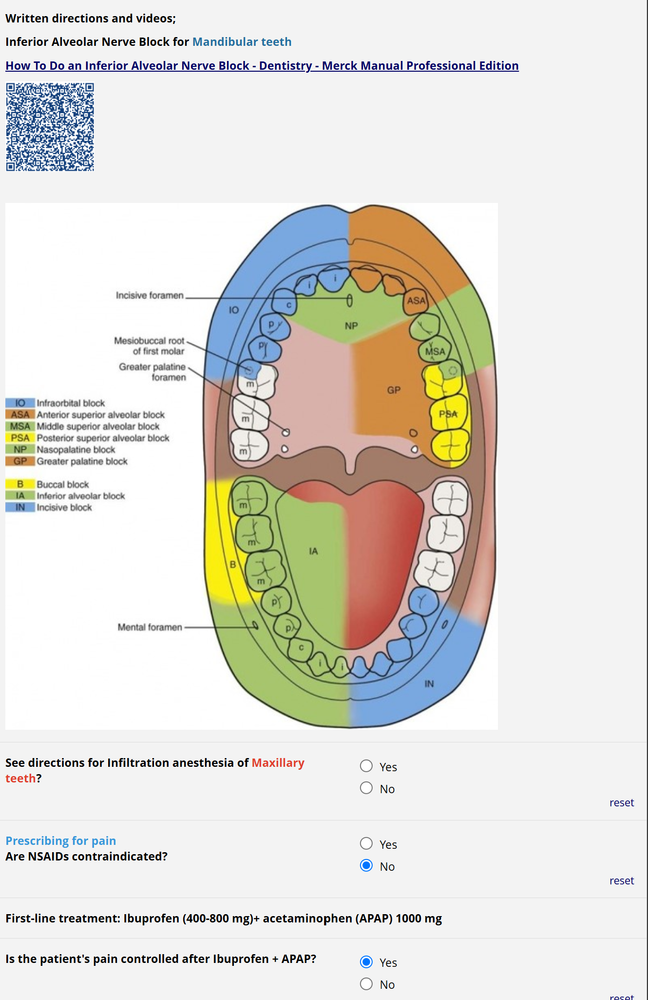 Written directions and videos;
Inferior Alveolar Nerve Block for Mandibular teeth
How To Do an Inferior Alveolar Nerve Block - Dentistry - Merck Manual Professional Edition
i
i
Incisive foramen
c
ASA
IO
p
NP
Mesiobuccal root
of first molar
p
MSA
Greater palatine
foramen
m
GP
IO Infraorbital block
ASA Anterior superior alveolar block
m
PSA
MSA Middle superior alveolar block
PSA Posterior superior alveolar block
NP Nasopalatine block
m
GP Greater palatine block
B Buccal block
IA Inferior alveolar block
IN Incisive block
m
m
IA
B
m
p
Mental foramen
p
c
i
i
IN
See directions for Infiltration anesthesia of Maxillary
teeth?
Yes
No
reset
Prescribing for pain
Are NSAIDs contraindicated?
Yes
No
reset
First-line treatment: Ibuprofen (400-800 mg)+ acetaminophen (APAP) 1000 mg
Is the patient's pain controlled after Ibuprofen + APAP?
Yes
No
reset